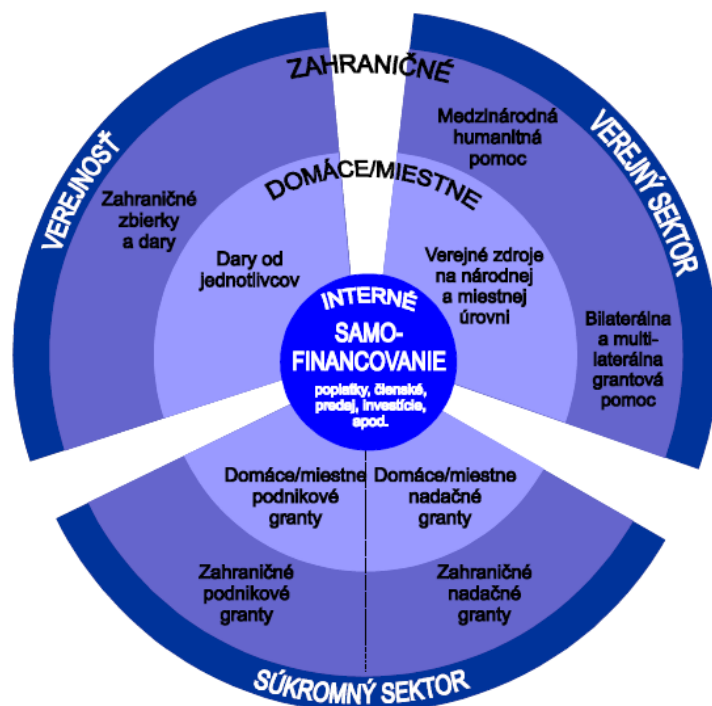 ZAHRANIČNÉ
DOMÁCE/MIESTNE
VEREJNOSŤ
Zahraničné
zbierky
a dary
Dary od
jednotlivcov
VEREJNÝ SEKTOR
Medzinárodná
humanitná
pomoc
Verejné zdroje
na národnej
a miestnej
úrovni
Bilaterálna
a multi-
laterálna
grantová
pomoc
INTERNÉ
SAMO-
FINANCOVANIE
poplatky, členské,
predaj, investície,
apod.
Domáce/miestne
podnikové
granty
Domáce/miestne
nadačné
granty
Zahraničné
podnikové
granty
Zahraničné
nadačné
granty
SÚKROMNÝ SEKTOR